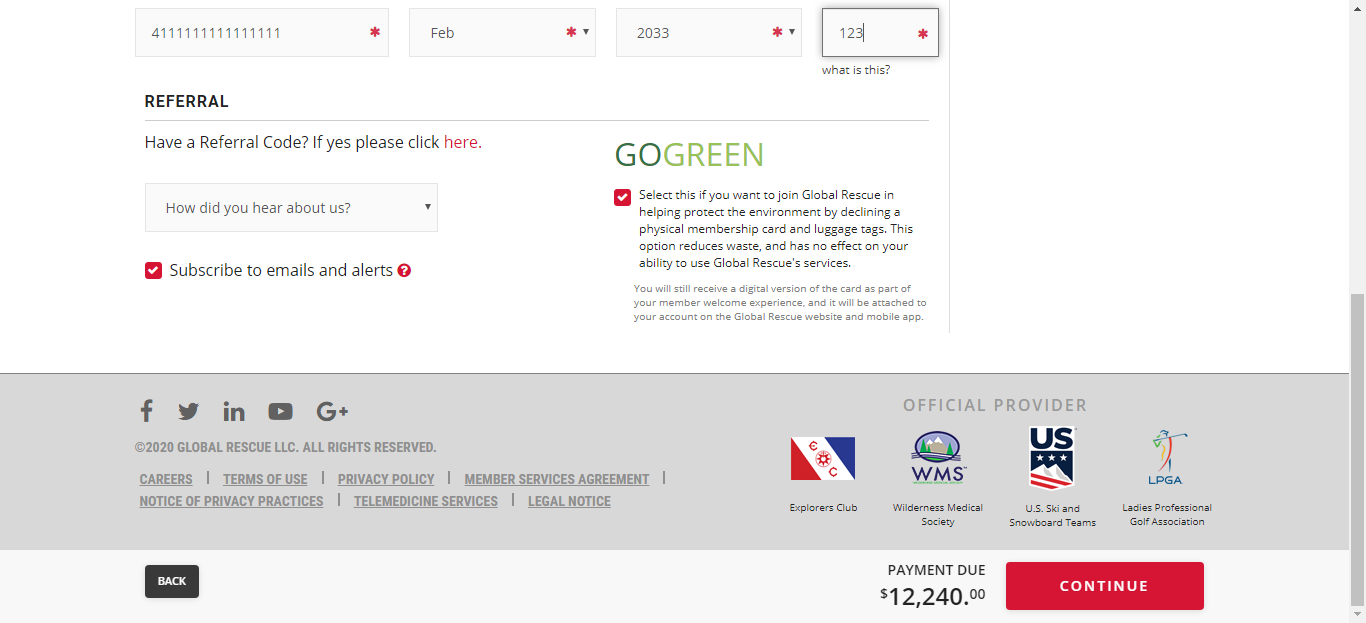 4111111111111111 *
Feb *
2033 *
123 *
what is this?
REFERRAL
Have a Referral Code? If yes please click here.
How did you hear about us?
Subscribe to emails and alerts ?
GOGREEN
Select this if you want to join Global Rescue in
helping protect the environment by declining a
physical membership card and luggage tags. This
option reduces waste, and has no effect on your
ability to use Global Rescue's services.
You will still receive a digital version of the card as part of
your member welcome experience, and it will be attached to
your account on the Global Rescue website and mobile app.
©2020 GLOBAL RESCUE LLC. ALL RIGHTS RESERVED.
CAREERS | TERMS OF USE | PRIVACY POLICY | MEMBER SERVICES AGREEMENT |
NOTICE OF PRIVACY PRACTICES | TELEMEDICINE SERVICES | LEGAL NOTICE
OFFICIAL PROVIDER
WMS
US
LPGA
Explorers Club
Wilderness Medical
Society
U.S. Ski and
Snowboard Teams
Ladies Professional
Golf Association
BACK
PAYMENT DUE
$12,240.00
CONTINUE